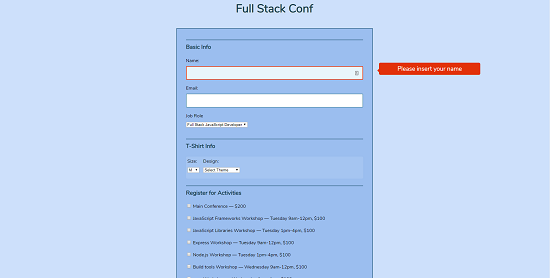 Full Stack Conf
Basic Info
Name:
Please insert your name
Email:
Job Role
Full Stack JavaScript Developer
T-Shirt Info
Size: Design:
M Select Theme
Register for Activities
Main Conference — $200
JavaScript Frameworks Workshop — Tuesday 9am-12pm, $100
JavaScript Libraries Workshop — Tuesday 1pm-4pm, $100
Express Workshop — Tuesday 9am-12pm, $100
Node.js Workshop — Tuesday 1pm-4pm, $100
Build tools Workshop — Wednesday 9am-12pm, $100